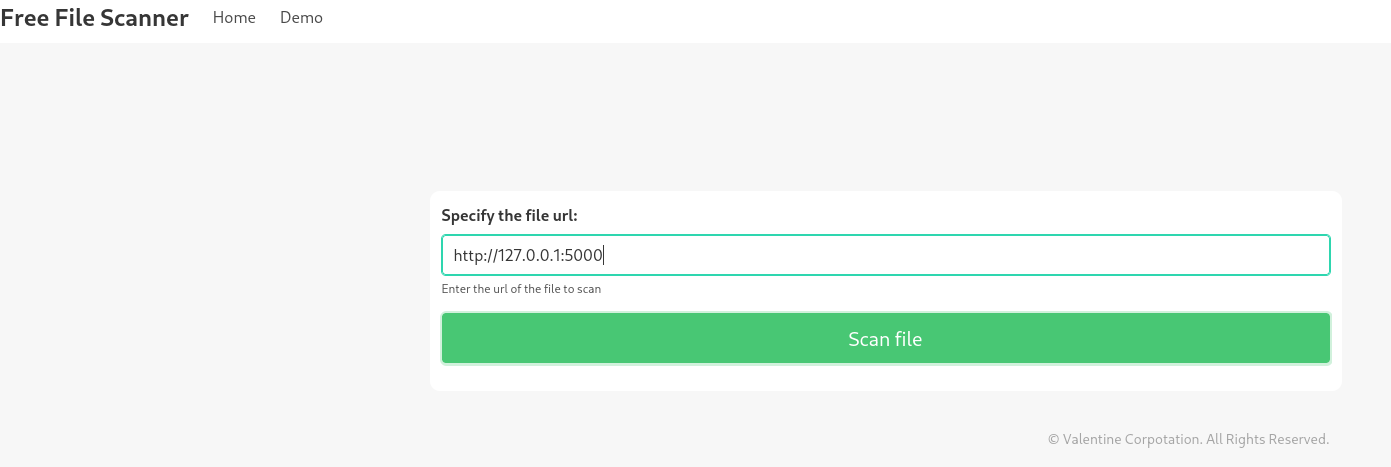 Free File Scanner Home Demo
Specify the file url:
http://127.0.0.1:5000
Enter the url of the file to scan
Scan file
© Valentine Corpotation. All Rights Reserved.